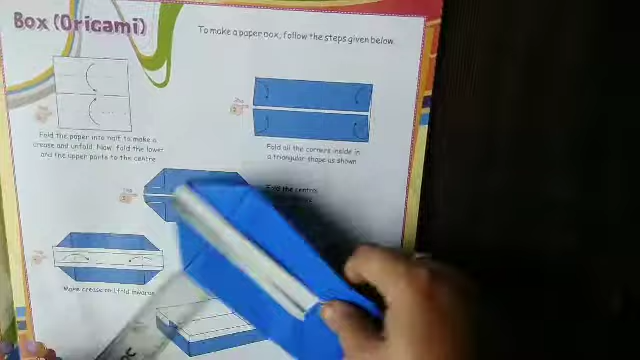 Box (Origami)
To make a paper box, follow the steps given below
Fold the paper into half to make a
crease and unfold. Now, fold the lower
and the upper parts to the centre
Fold all the corners inside in
a triangular shape as shown
Fold the centre
Make crease and fold inwards